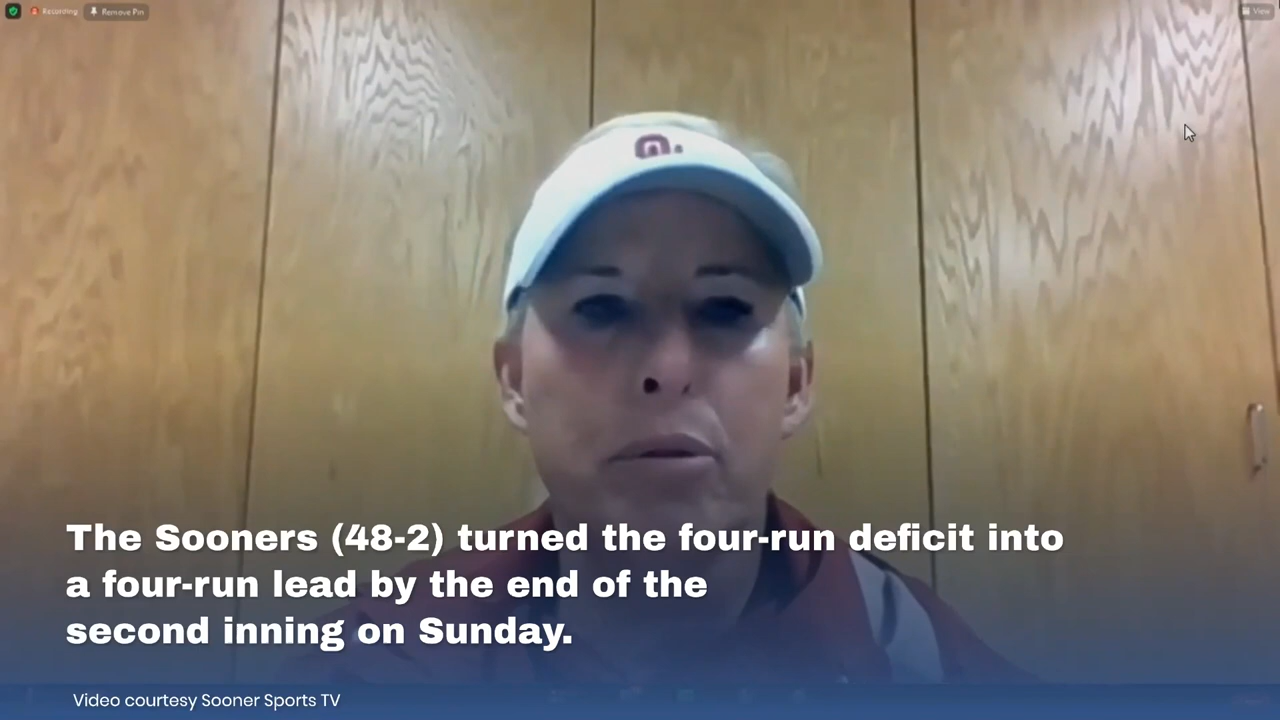 Recording
Remove Pin
View
The Sooners (48-2) turned the four-run deficit into
a four-run lead by the end of the
second inning on Sunday.
Video courtesy Sooner Sports TV